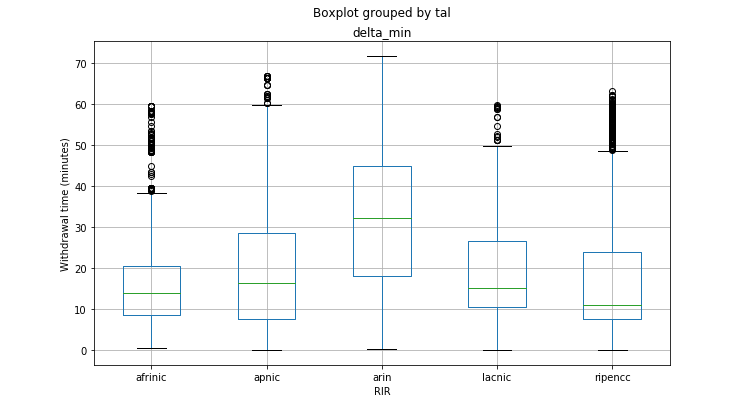 Boxplot grouped by tal
delta_min
Withdrawal time (minutes)
70
60
50
40
30
20
10
0
afrinic apnic arin lacnic ripencc
RIR